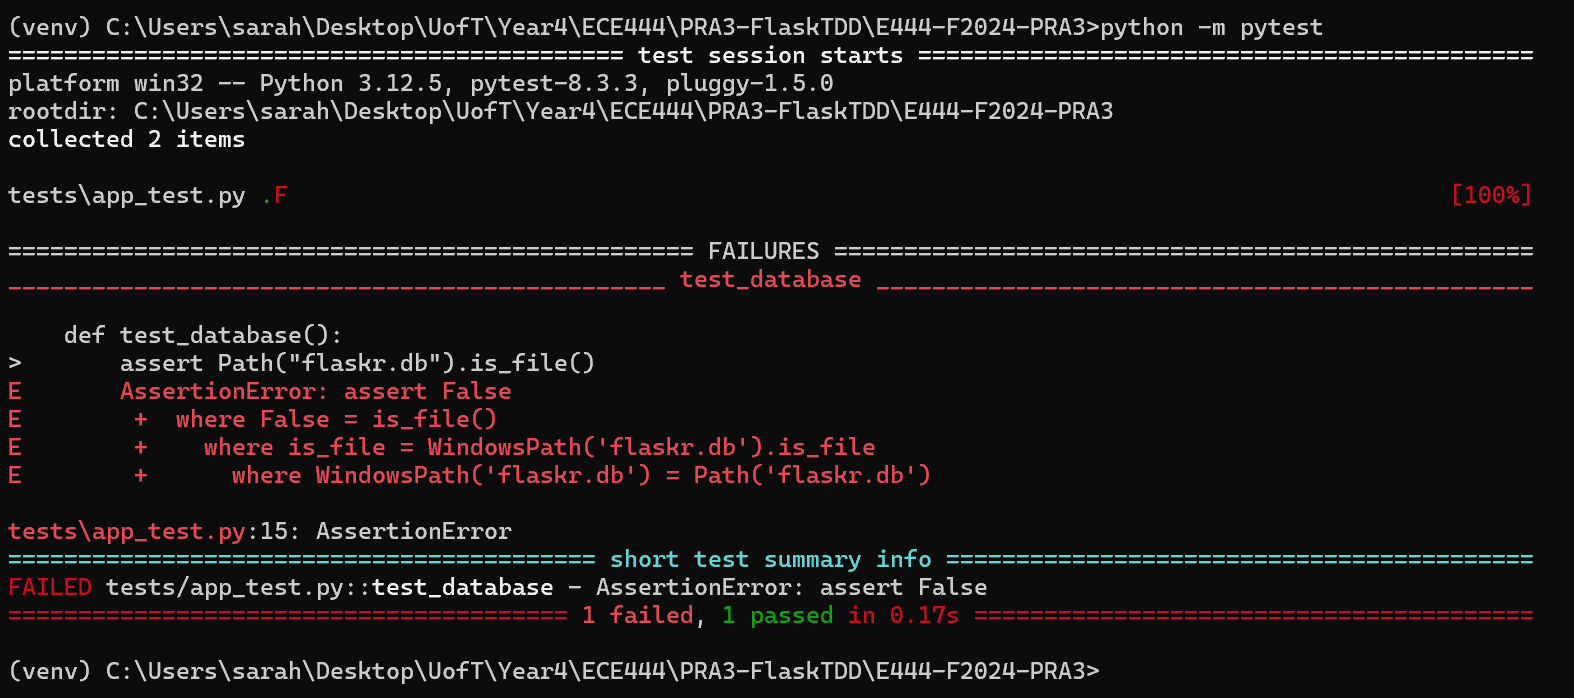 (venv) C:\Users\sarah\Desktop\UofT\Year4\ECE444\PRA3-FlaskTDD\E444-F2024-PRA3>python -m pytest
============================================ test session starts ============================================
platform win32 -- Python 3.12.5, pytest-8.3.3, pluggy-1.5.0
rootdir: C:\Users\sarah\Desktop\UofT\Year4\ECE444\PRA3-FlaskTDD\E444-F2024-PRA3
collected 2 items
tests\app_test.py .F [100%]
================================================= FAILURES ==================================================
_______________________________________________ test_database _______________________________________________
    def test_database():
>       assert Path("flaskr.db").is_file()
E       AssertionError: assert False
E        +  where False = is_file()
E        +    where is_file = WindowsPath('flaskr.db').is_file
E        +      where WindowsPath('flaskr.db') = Path('flaskr.db')
tests\app_test.py:15: AssertionError
========================================== short test summary info ==========================================
FAILED tests/app_test.py::test_database - AssertionError: assert False
======================================== 1 failed, 1 passed in 0.17s ========================================
(venv) C:\Users\sarah\Desktop\UofT\Year4\ECE444\PRA3-FlaskTDD\E444-F2024-PRA3>